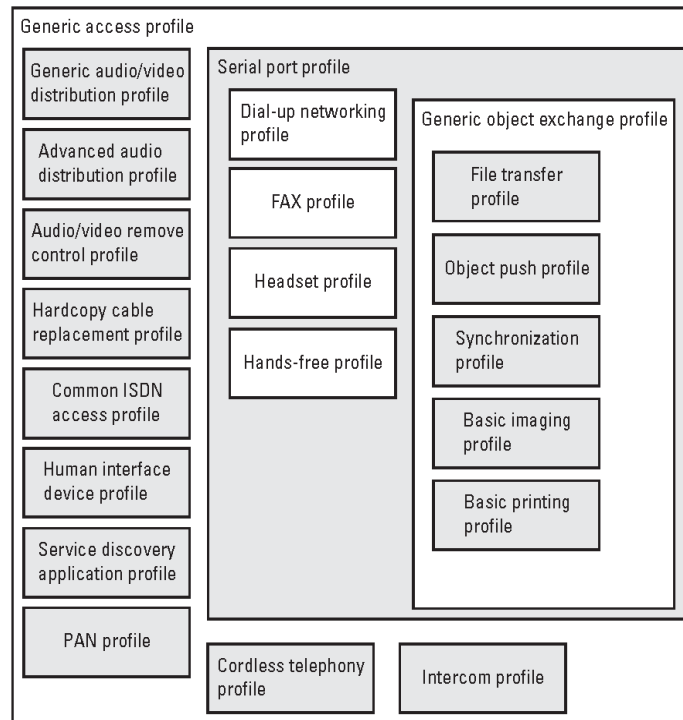 Generic access profile
Generic audio/video
distribution profile
Advanced audio
distribution profile
Audio/video remove
control profile
Hardcopy cable
replacement profile
Common ISDN
access profile
Human interface
device profile
Service discovery
application profile
PAN profile
Serial port profile
Dial-up networking
profile
FAX profile
Headset profile
Hands-free profile
Generic object exchange profile
File transfer
profile
Object push profile
Synchronization
profile
Basic imaging
profile
Basic printing
profile
Cordless telephony
profile
Intercom profile